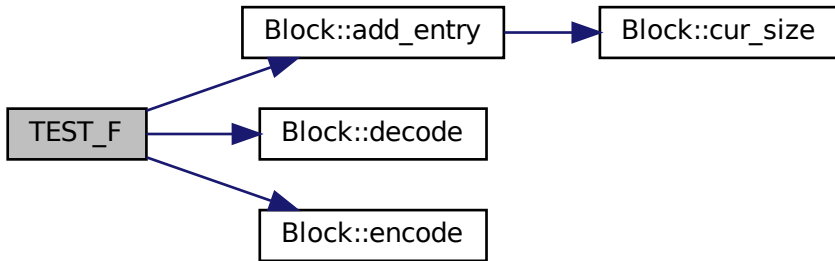 Block::add_entry
Block::cur_size
TEST_F
Block::decode
Block::encode